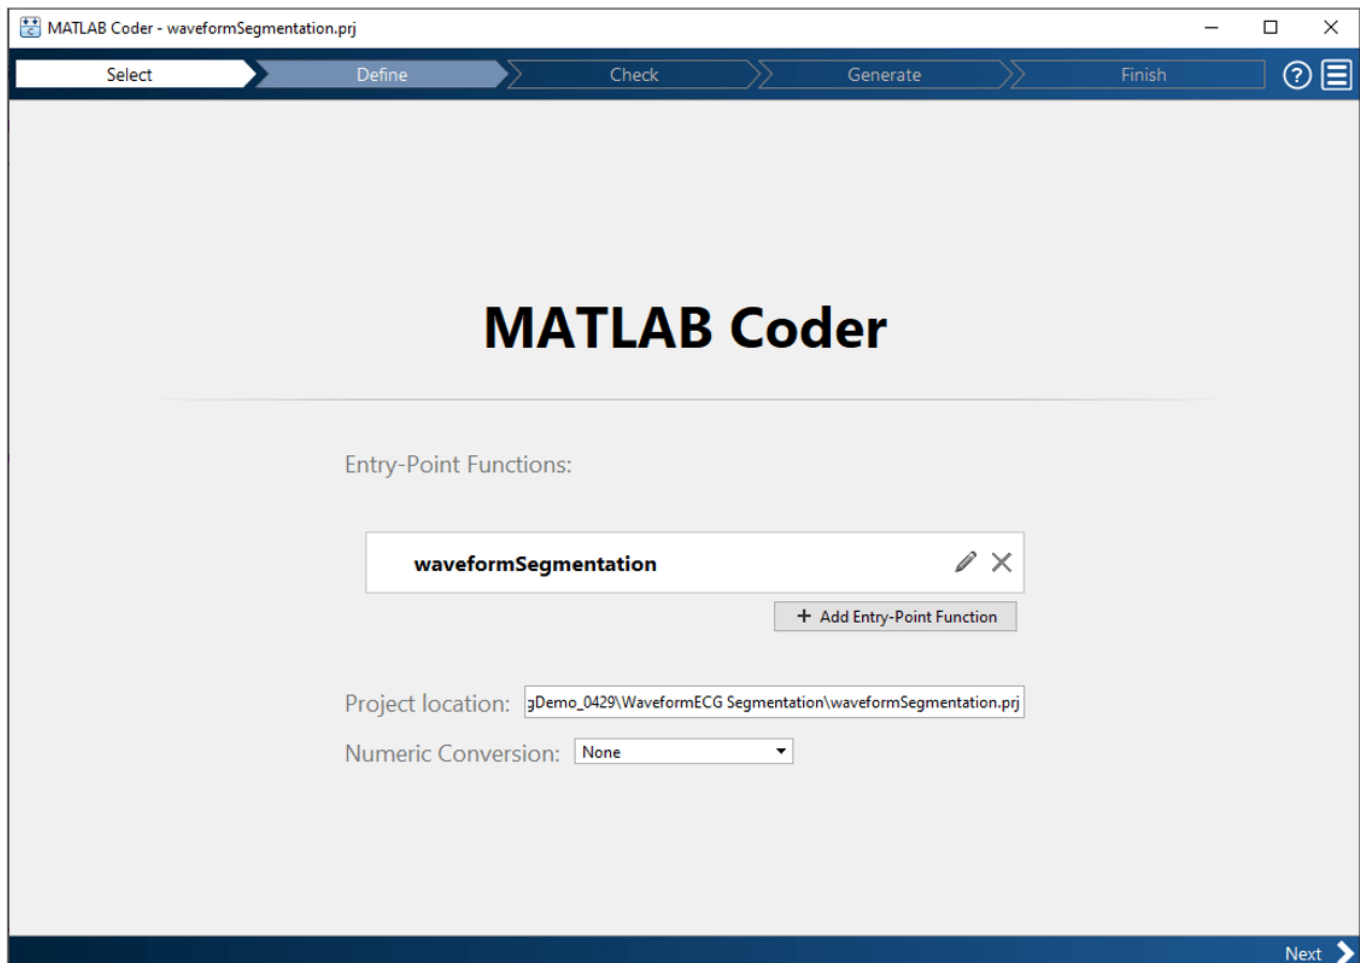 MATLAB Coder - waveformSegmentation.prj
Select Define Check Generate Finish
MATLAB Coder
Entry-Point Functions:
waveformSegmentation
+ Add Entry-Point Function
Project location: gDemo_0429\WaveformECG Segmentation\waveformSegmentation.prj
Numeric Conversion: None
Next